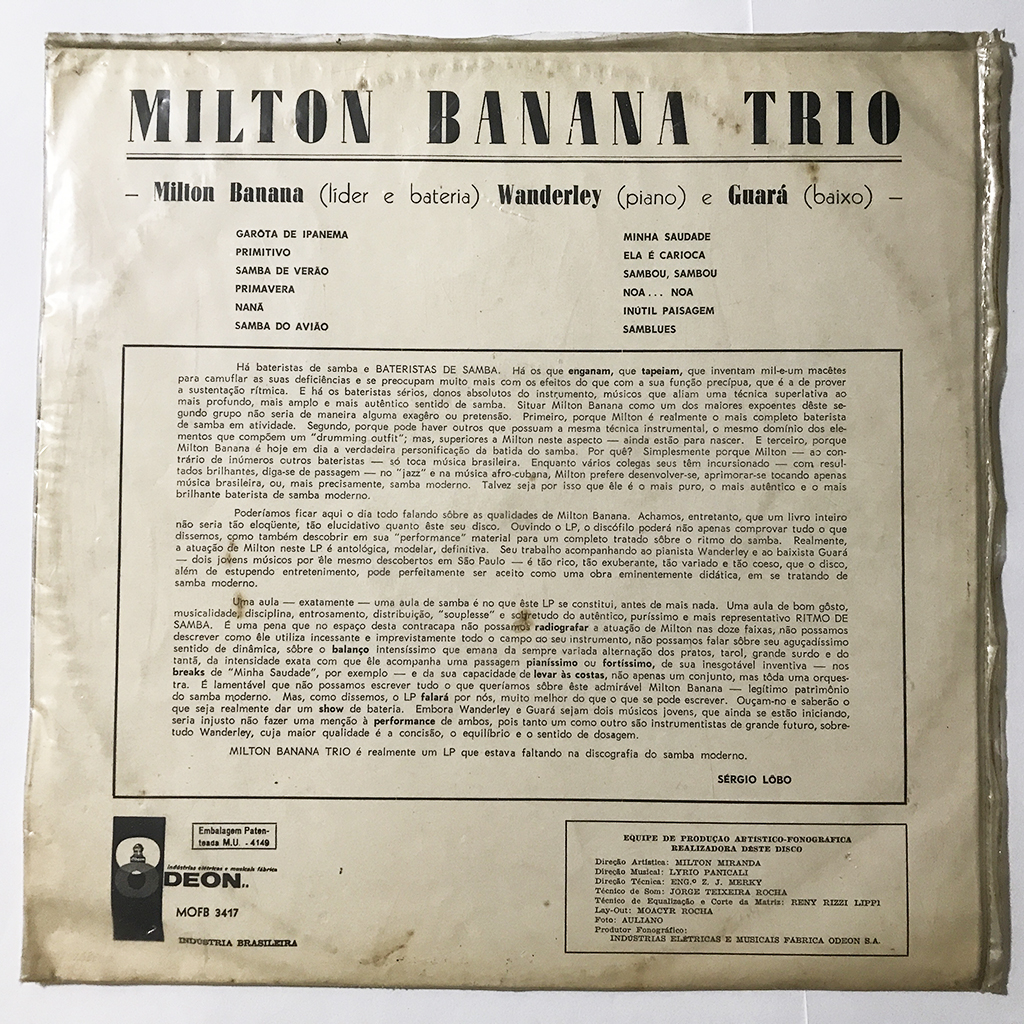 MILTON BANANA TRIO
— Milton Banana (líder e bateria) Wanderley (piano) e Guará (baixo) —
GARÔTA DE IPANEMA
PRIMITIVO
SAMBA DE VERÃO
PRIMAVERA
NANÃ
SAMBA DO AVIÃO
MINHA SAUDADE
ELA É CARIOCA
SAMBOU, SAMBOU
NOA... NOA
INÚTIL PAISAGEM
SAMBLUES
Há bateristas de samba e BATERISTAS DE SAMBA. Há os que enganam, que tapeiam, que inventam mil-e-um macêtes
para camuflar as suas deficiências e se preocupam muito mais com os efeitos do que com a sua função precípua, que é a de prover
a sustentação rítmica. E há os bateristas sérios, donos absolutos do instrumento, músicos que aliam uma técnica superlativa ao
mais profundo, mais amplo e mais autêntico sentido de samba. Situar Milton Banana como um dos maiores expoentes dêste se-
gundo grupo não seria de maneira alguma exagêro ou pretensão. Primeiro, porque Milton é realmente o mais completo baterista
de samba em atividade. Segundo, porque pode haver outros que possuam a mesma técnica instrumental, o mesmo domínio dos ele-
mentos que compõem um "drumming outfit"; mas, superiores a Milton neste aspecto — ainda estão para nascer. E terceiro, porque
Milton Banana é hoje em dia a verdadeira personificação da batida do samba. Por quê? Simplesmente porque Milton — ao con-
trário de inúmeros outros bateristas — só toca música brasileira. Enquanto vários colegas seus têm incursionado — com resul-
tados brilhantes, diga-se de passagem — no "jazz" e na música afro-cubana, Milton prefere desenvolver-se, aprimorar-se tocando apenas
música brasileira, ou, mais precisamente, samba moderno. Talvez seja por isso que êle é o mais puro, o mais autêntico e o mais
brilhante baterista de samba moderno.
Poderíamos ficar aqui o dia todo falando sôbre as qualidades de Milton Banana. Achamos, entretanto, que um livro inteiro
não seria tão eloqüente, tão elucidativo quanto êste seu disco. Ouvindo o LP, o discófilo poderá não apenas comprovar tudo o que
dissemos, como também descobrir em sua "performance" material para um completo tratado sôbre o ritmo do samba. Realmente,
a atuação de Milton neste LP é antológica, modelar, definitiva. Seu trabalho acompanhando ao pianista Wanderley e ao baixista Guará
— dois jovens músicos por êle mesmo descobertos em São Paulo — é tão rico, tão exuberante, tão variado e tão coeso, que o disco,
além de estupendo entretenimento, pode perfeitamente ser aceito como uma obra eminentemente didática, em se tratando de
samba moderno.
Uma aula — exatamente — uma aula de samba é no que êste LP se constitui, antes de mais nada. Uma aula de bom gôsto,
musicalidade, disciplina, entrosamento, distribuição, "souplesse" e sobretudo do autêntico, puríssimo e mais representativo RITMO DE
SAMBA. É uma pena que no espaço desta contracapa não possamos radiografar a atuação de Milton nas doze faixas, não possamos
descrever como êle utiliza incessante e imprevistamente todo o campo do seu instrumento, não possamos falar sôbre seu aguçadíssimo
sentido de dinâmica, sôbre o balanço intensíssimo que emana da sempre variada alternação dos pratos, tarol, grande surdo e do
tantã, da intensidade exata com que êle acompanha uma passagem pianíssimo ou fortíssimo, de sua inesgotável inventiva — nos
breaks de "Minha Saudade", por exemplo — e da sua capacidade de levar às costas, não apenas um conjunto, mas tôda uma orques-
tra. É lamentável que não possamos escrever tudo o que queríamos sôbre êste admirável Milton Banana — legítimo patrimônio
do samba moderno. Mas, como dissemos, o LP falará por nós, muito melhor do que o que se pode escrever. Ouçam-no e saberão o
que seja realmente dar um show de bateria. Embora Wanderley e Guará sejam dois músicos jovens, que ainda se estão iniciando,
seria injusto não fazer uma menção à performance de ambos, pois tanto um como outro são instrumentistas de grande futuro, sobre-
tudo Wanderley, cuja maior qualidade é a concisão, o equilíbrio e o sentido de dosagem.
MILTON BANANA TRIO é realmente um LP que estava faltando na discografia do samba moderno.
SÉRGIO LÔBO
Embalagem Paten-
teada M.U. - 4149
indústrias elétricas e musicais fábrica
ODEON S.A.
MOFB 3417
INDÚSTRIA BRASILEIRA
EQUIPE DE PRODUÇÃO ARTÍSTICO-FONOGRÁFICA
REALIZADORA DÊSTE DISCO
Direção Artística: MILTON MIRANDA
Direção Musical: LYRIO PANICALI
Direção Técnica: ENG.º Z. J. MERKY
Técnico de Som: JORGE TEIXEIRA ROCHA
Técnico de Equalização e Corte da Matriz: RENY RIZZI LIPPI
Lay-Out: MOACYR ROCHA
Foto: AULIANO
Produtor Fonográfico:
INDÚSTRIAS ELÉTRICAS E MUSICAIS FÁBRICA ODEON S.A.